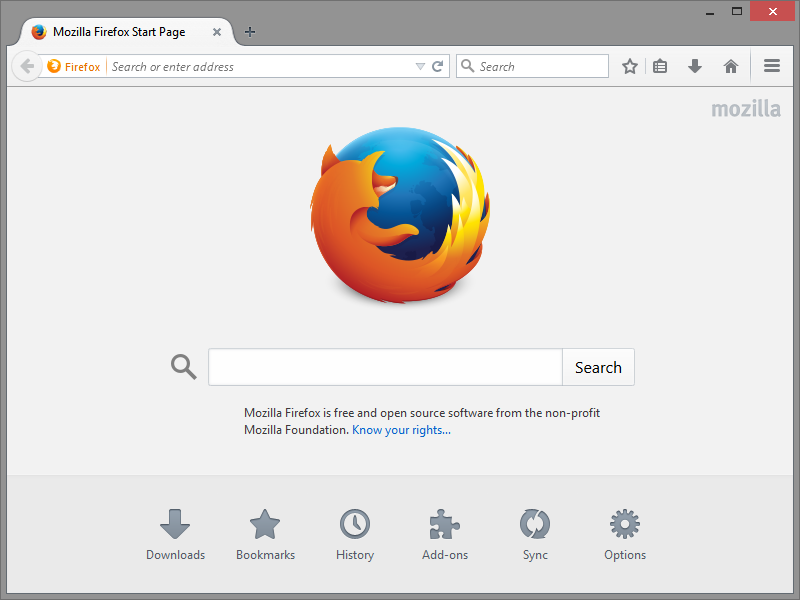 Mozilla Firefox Start Page
Firefox Search or enter address Search
mozilla
Search
Mozilla Firefox is free and open source software from the non-profit
Mozilla Foundation. Know your rights...
Downloads Bookmarks History Add-ons Sync Options